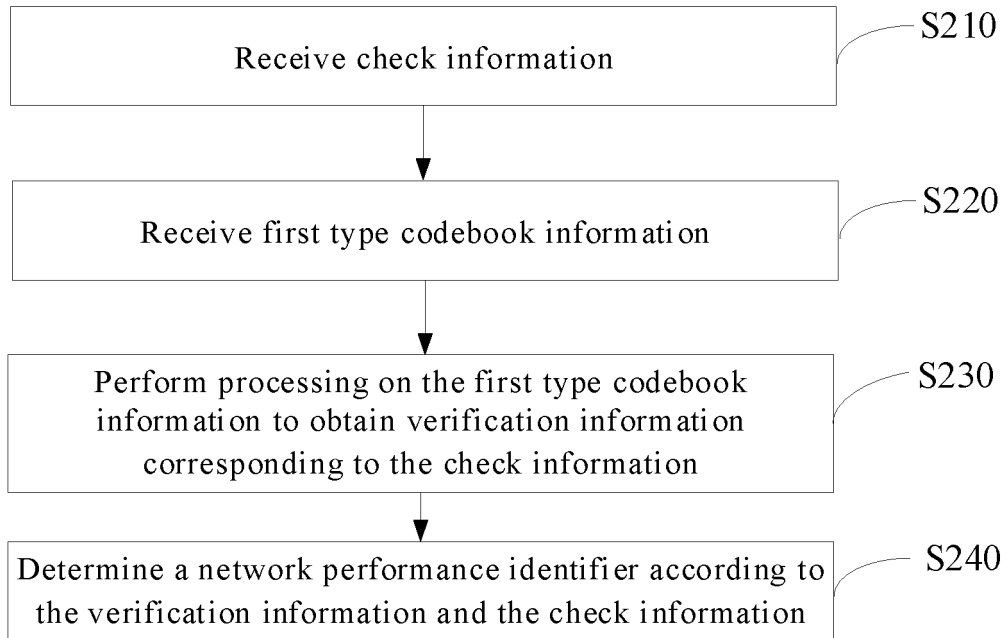 S210
Receive check information
S220
Receive first type codebook information
S230
Perform processing on the first type codebook
information to obtain verification information
corresponding to the check information
S240
Determine a network performance identifier according to
the verification information and the check information